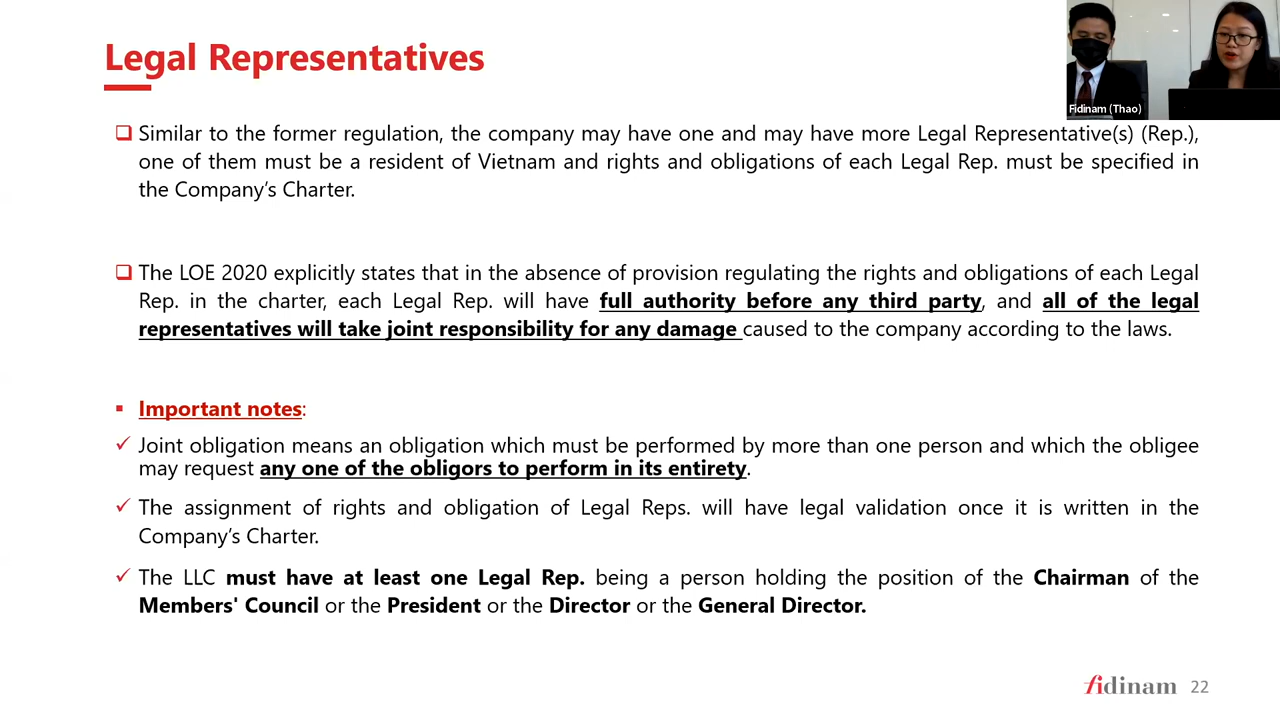 Legal Representatives
Fidinam (Thao)
❑ Similar to the former regulation, the company may have one and may have more Legal Representative(s) (Rep.),
one of them must be a resident of Vietnam and rights and obligations of each Legal Rep. must be specified in
the Company's Charter.
❑ The LOE 2020 explicitly states that in the absence of provision regulating the rights and obligations of each Legal
Rep. in the charter, each Legal Rep. will have full authority before any third party, and all of the legal
representatives will take joint responsibility for any damage caused to the company according to the laws.
▪ Important notes:
✓ Joint obligation means an obligation which must be performed by more than one person and which the obligee
may request any one of the obligors to perform in its entirety.
✓ The assignment of rights and obligation of Legal Reps. will have legal validation once it is written in the
Company's Charter.
✓ The LLC must have at least one Legal Rep. being a person holding the position of the Chairman of the
Members' Council or the President or the Director or the General Director.
fidinam 22